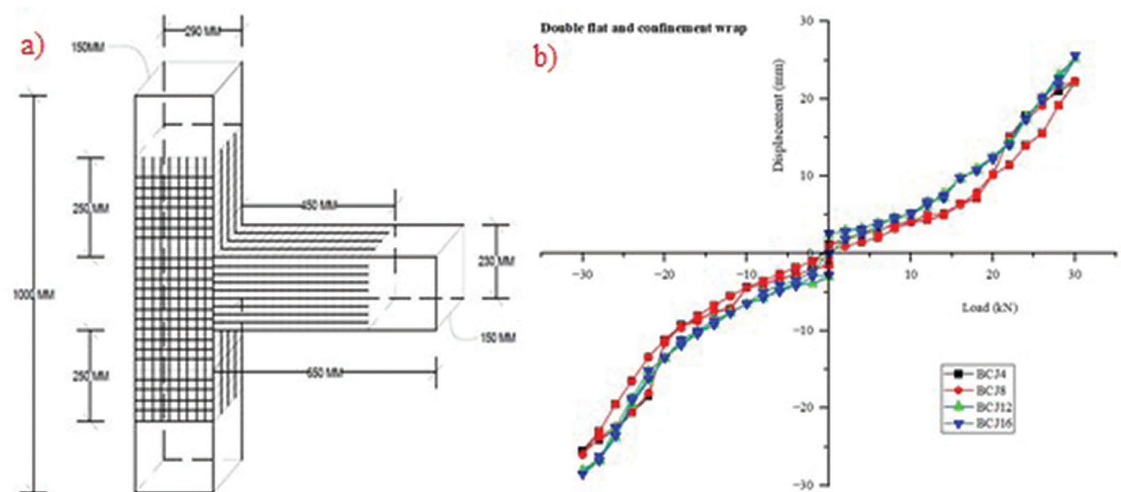 a)
290 MM
150MM
250 MM
1000 MM
250 MM
450 MM
230 MM
150 MM
650 MM
Double flat and confinement wrap
b)
Displacement (mm)
30
20
10
0
−10
−20
−30
−30
−20
−10
0
10
20
30
Load (kN)
BCJ4
BCJ8
BCJ12
BCJ16